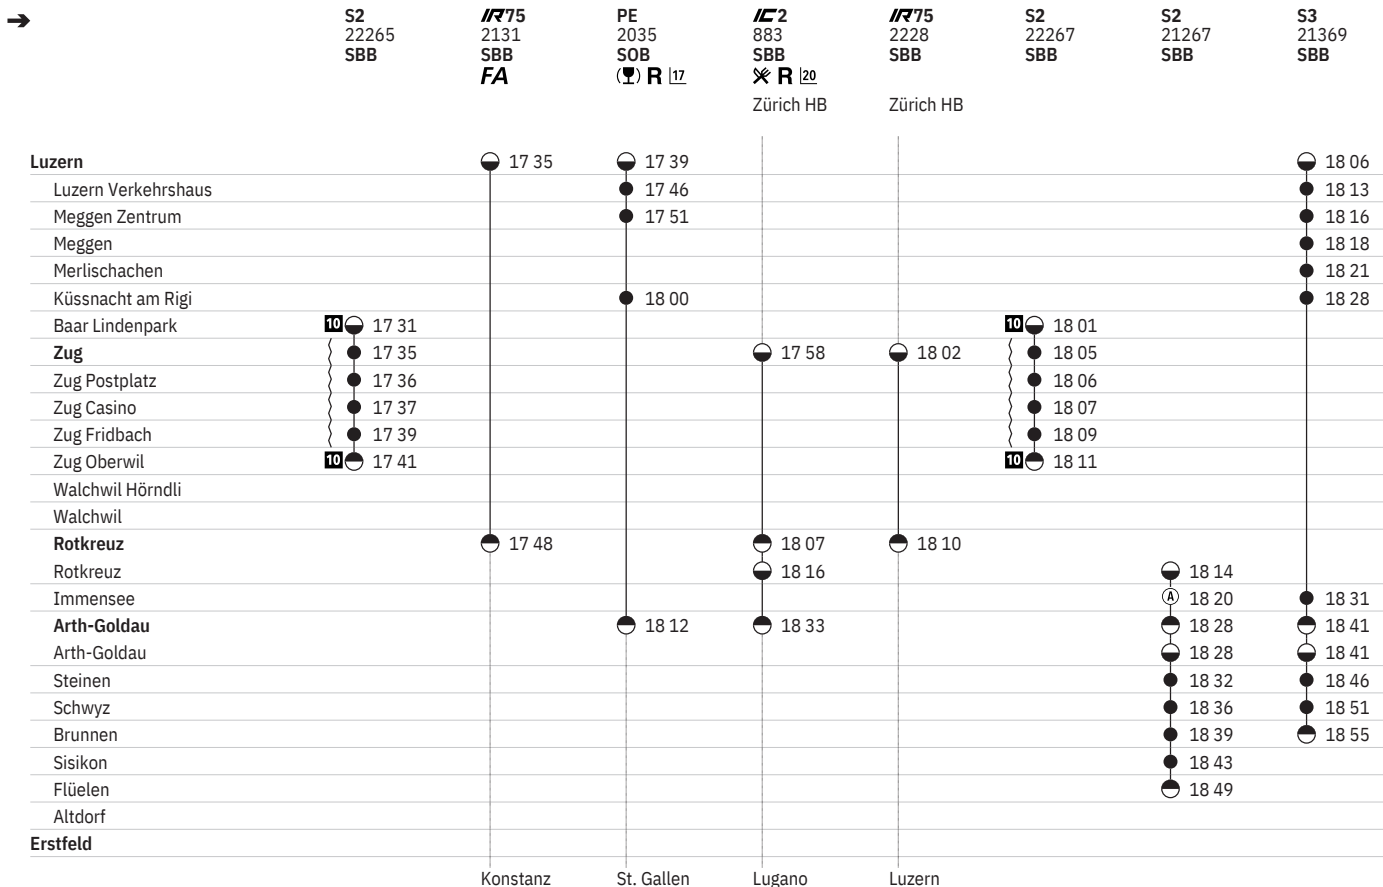 ➔ S2 IR75 PE IC2 IR75 S2 S2 S3
22265 2131 2035 883 2228 22267 21267 21369
SBB SBB SOB SBB SBB SBB SBB SBB
FA R 17 R 20
Zürich HB Zürich HB
Luzern 17 35 17 39 18 06
Luzern Verkehrshaus 17 46 18 13
Meggen Zentrum 17 51 18 16
Meggen 18 18
Merlischachen 18 21
Küssnacht am Rigi 18 00 18 28
Baar Lindenpark 10 17 31 10 18 01
Zug 17 35 17 58 18 02 18 05
Zug Postplatz 17 36 18 06
Zug Casino 17 37 18 07
Zug Fridbach 17 39 18 09
Zug Oberwil 10 17 41 10 18 11
Walchwil Hörndli
Walchwil
Rotkreuz 17 48 18 07 18 10
Rotkreuz 18 16 18 14
Immensee A 18 20 18 31
Arth-Goldau 18 12 18 33 18 28 18 41
Arth-Goldau 18 28 18 41
Steinen 18 32 18 46
Schwyz 18 36 18 51
Brunnen 18 39 18 55
Sisikon 18 43
Flüelen 18 49
Altdorf
Erstfeld
Konstanz St. Gallen Lugano Luzern